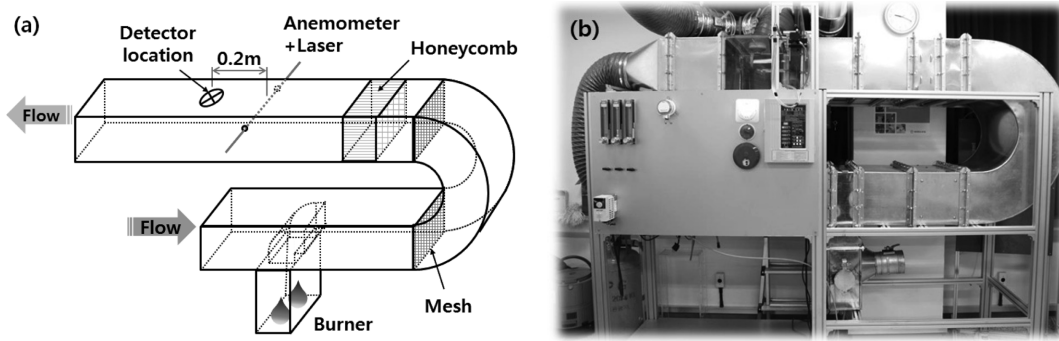 (a)
Detector
location
0.2m
Anemometer
+Laser
Honeycomb
Flow
Flow
Mesh
Burner
(b)